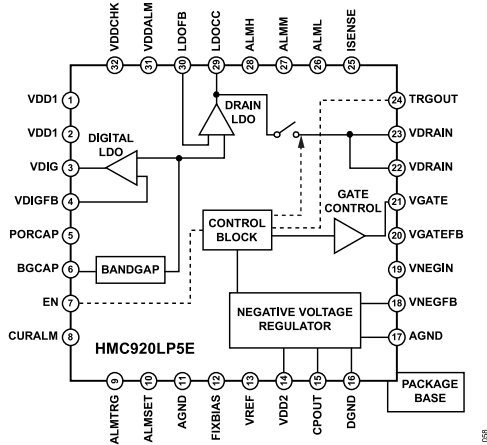 VDDCHK
VDDALM
LDOFB
LDOCC
ALMH
ALMM
ALML
ISENSE
32
31
30
29
28
27
26
25
VDD1 1
VDD1 2
VDIG 3
VDIGFB 4
PORCAP 5
BGCAP 6
EN 7
CURALM 8
DIGITAL
LDO
DRAIN
LDO
BANDGAP
CONTROL
BLOCK
GATE
CONTROL
NEGATIVE VOLTAGE
REGULATOR
HMC920LP5E
24 TRGOUT
23 VDRAIN
22 VDRAIN
21 VGATE
20 VGATEFB
19 VNEGIN
18 VNEGFB
17 AGND
PACKAGE
BASE
9
10
11
12
13
14
15
16
ALMTRG
ALMSET
AGND
FIXBIAS
VREF
VDD2
CPOUT
DGND